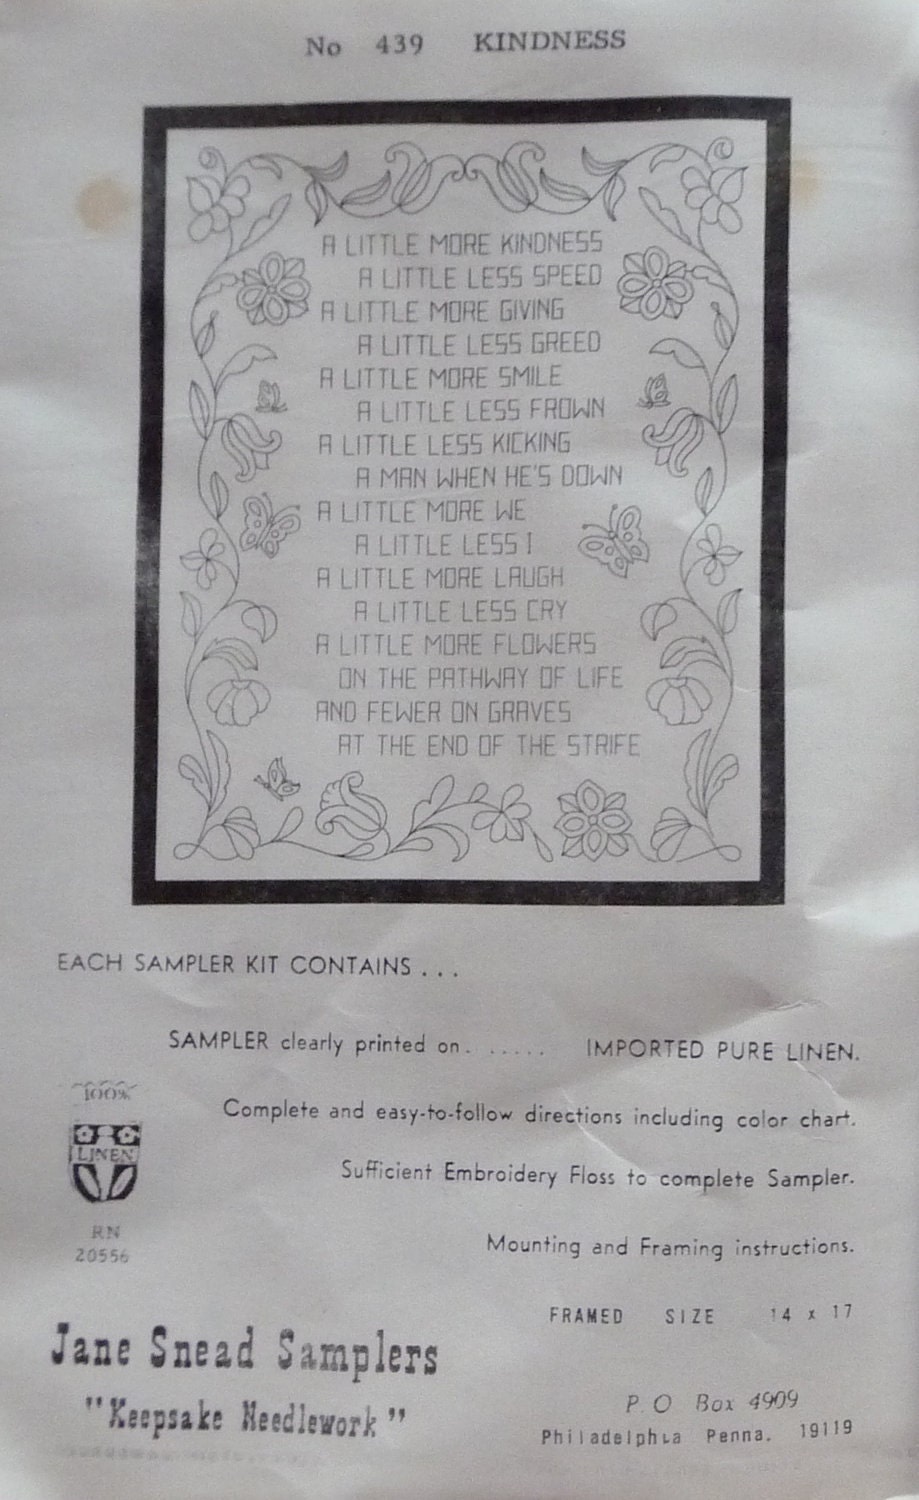 No 439 KINDNESS
A LITTLE MORE KINDNESS
A LITTLE LESS SPEED
A LITTLE MORE GIVING
A LITTLE LESS GREED
A LITTLE MORE SMILE
A LITTLE LESS FROWN
A LITTLE LESS KICKING
A MAN WHEN HE'S DOWN
A LITTLE MORE WE
A LITTLE LESS I
A LITTLE MORE LAUGH
A LITTLE LESS CRY
A LITTLE MORE FLOWERS
ON THE PATHWAY OF LIFE
AND FEWER ON GRAVES
AT THE END OF THE STRIFE
EACH SAMPLER KIT CONTAINS . . .
SAMPLER clearly printed on. . . . . . IMPORTED PURE LINEN.
Complete and easy-to-follow directions including color chart.
Sufficient Embroidery Floss to complete Sampler.
Mounting and Framing instructions.
100%
LINEN
RN
20556
FRAMED SIZE 14 x 17
Jane Snead Samplers
"Keepsake Needlework"
P. O Box 4909
Philadelphia Penna. 19119